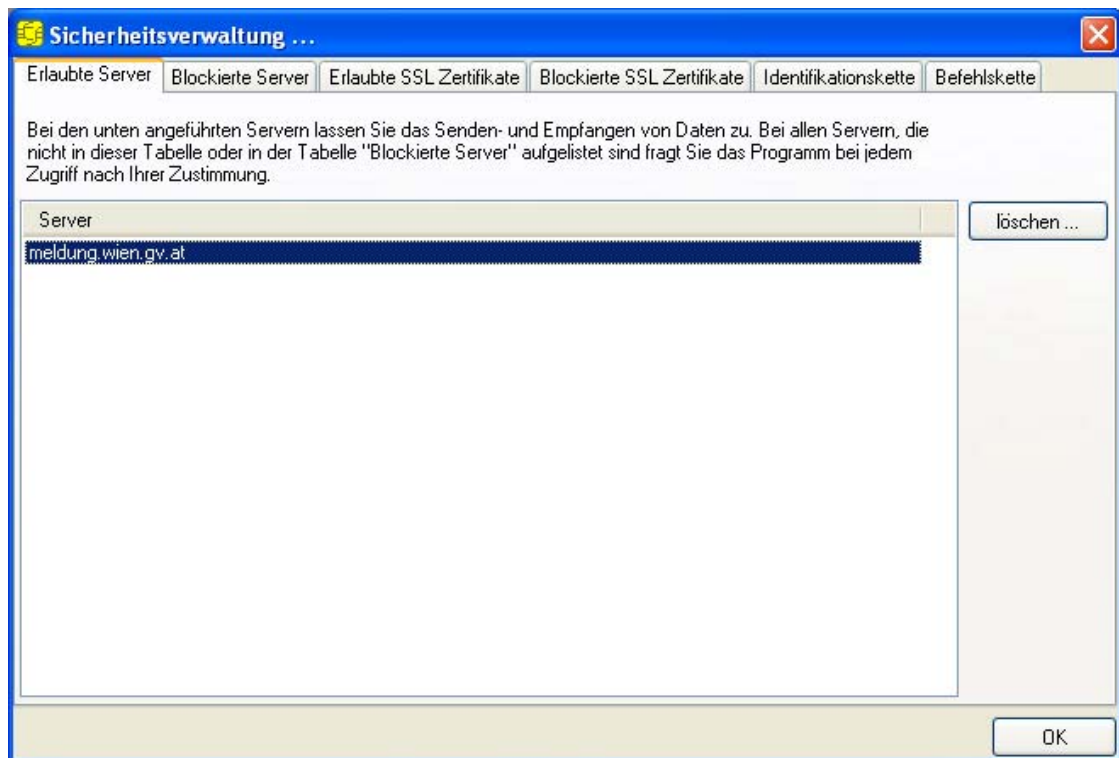 Sicherheitsverwaltung ...
Erlaubte Server Blockierte Server Erlaubte SSL Zertifikate Blockierte SSL Zertifikate Identifikationskette Befehlskette
Bei den unten angeführten Servern lassen Sie das Senden- und Empfangen von Daten zu. Bei allen Servern, die
nicht in dieser Tabelle oder in der Tabelle "Blockierte Server" aufgelistet sind fragt Sie das Programm bei jedem
Zugriff nach Ihrer Zustimmung.
Server
löschen ...
meldung.wien.gv.at
OK